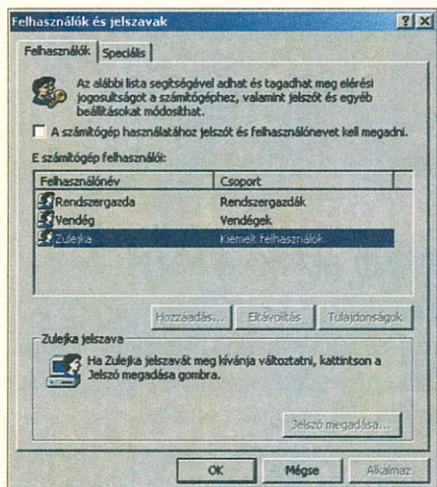 Felhasználók és jelszavak
Felhasználók Speciális
Az alábbi lista segítségével adhat és tagadhat meg elérési
jogosultságot a számítógéphez, valamint jelszót és egyéb
beállításokat módosíthat.
A számítógép használatához jelszót és felhasználónevet kell megadni.
E számítógép felhasználói:
Felhasználónév Csoport
Rendszergazda Rendszergazdák
Vendég Vendégek
Zulejka Kiemelt felhasználók
Hozzáadás... Eltávolítás Tulajdonságok
Zulejka jelszava
Ha Zulejka jelszavát meg kívánja változtatni, kattintson a
Jelszó megadása gombra.
Jelszó megadása...
OK Mégse Alkalmaz